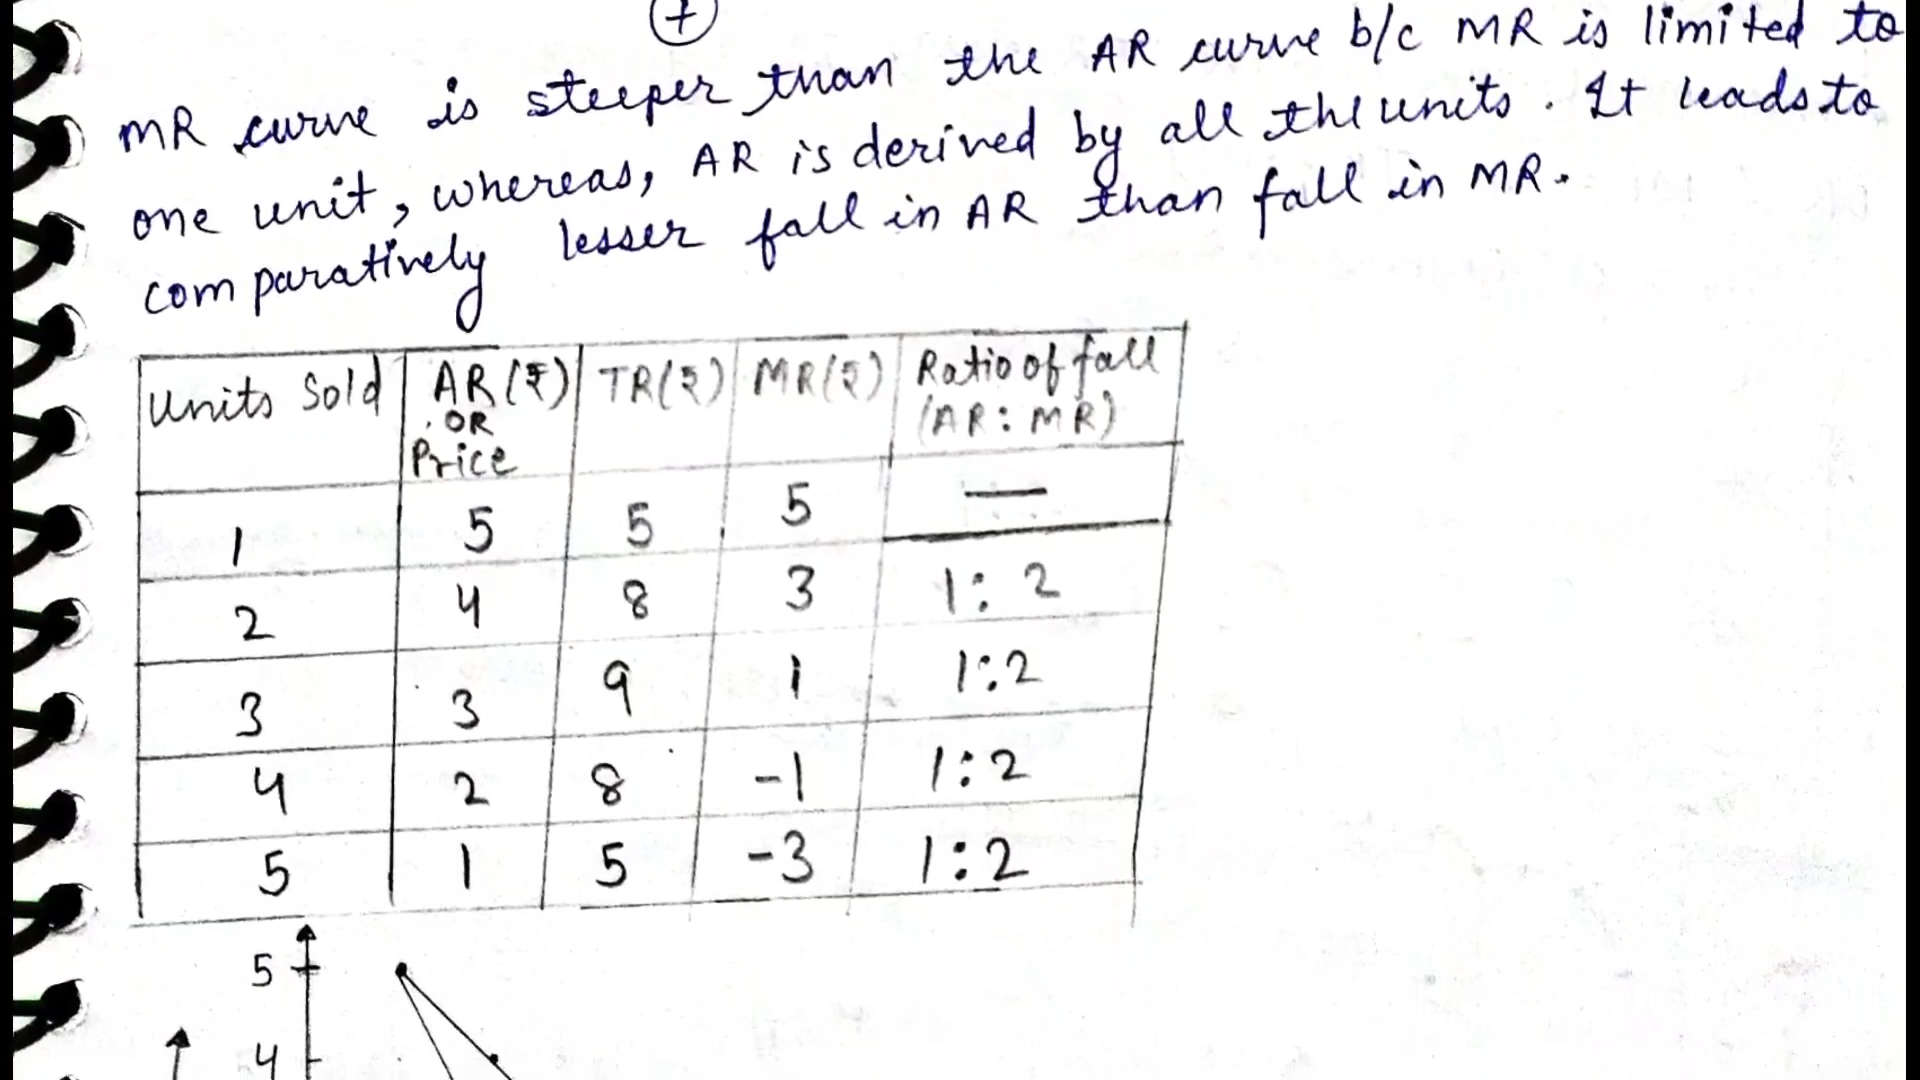 7
MR curve is steeper than the AR curve b/c MR is limited to
one unit, whereas, AR is derived by all the units. It leads to
comparatively lesser fall in AR than fall in MR.
Units Sold | AR (₹) OR Price | TR(₹) | MR(₹) | Ratio of fall (AR: MR)
1 | 5 | 5 | 5 | —
2 | 4 | 8 | 3 | 1: 2
3 | 3 | 9 | 1 | 1:2
4 | 2 | 8 | -1 | 1:2
5 | 1 | 5 | -3 | 1:2
5
4